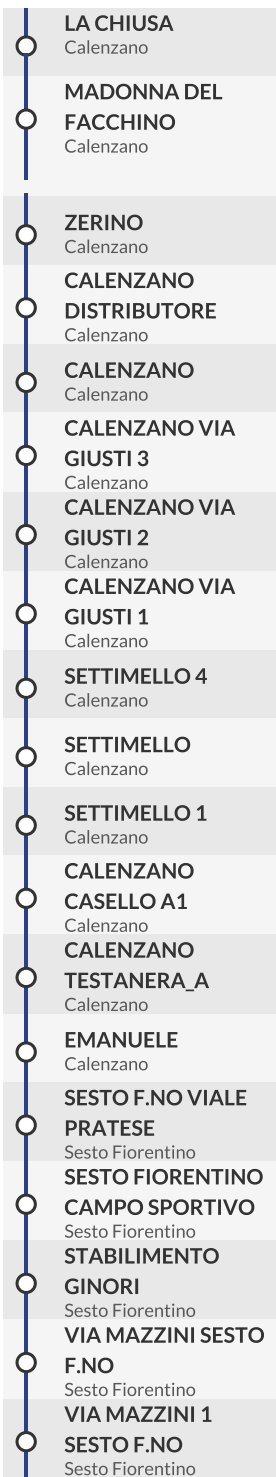 LA CHIUSA
Calenzano
MADONNA DEL
FACCHINO
Calenzano
ZERINO
Calenzano
CALENZANO
DISTRIBUTORE
Calenzano
CALENZANO
Calenzano
CALENZANO VIA
GIUSTI 3
Calenzano
CALENZANO VIA
GIUSTI 2
Calenzano
CALENZANO VIA
GIUSTI 1
Calenzano
SETTIMELLO 4
Calenzano
SETTIMELLO
Calenzano
SETTIMELLO 1
Calenzano
CALENZANO
CASELLO A1
Calenzano
CALENZANO
TESTANERA_A
Calenzano
EMANUELE
Calenzano
SESTO F.NO VIALE
PRATESE
Sesto Fiorentino
SESTO FIORENTINO
CAMPO SPORTIVO
Sesto Fiorentino
STABILIMENTO
GINORI
Sesto Fiorentino
VIA MAZZINI SESTO
F.NO
Sesto Fiorentino
VIA MAZZINI 1
SESTO F.NO
Sesto Fiorentino